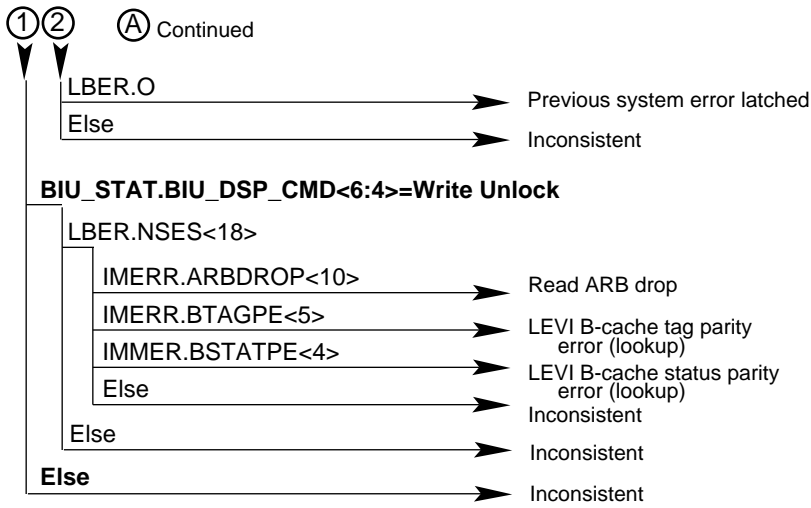 1 2 A Continued
LBER.O
Previous system error latched
Else
Inconsistent
BIU_STAT.BIU_DSP_CMD<6:4>=Write Unlock
LBER.NSES<18>
IMERR.ARBDROP<10>
Read ARB drop
IMERR.BTAGPE<5>
LEVI B-cache tag parity
error (lookup)
IMMER.BSTATPE<4>
LEVI B-cache status parity
error (lookup)
Else
Inconsistent
Else
Inconsistent
Else
Inconsistent